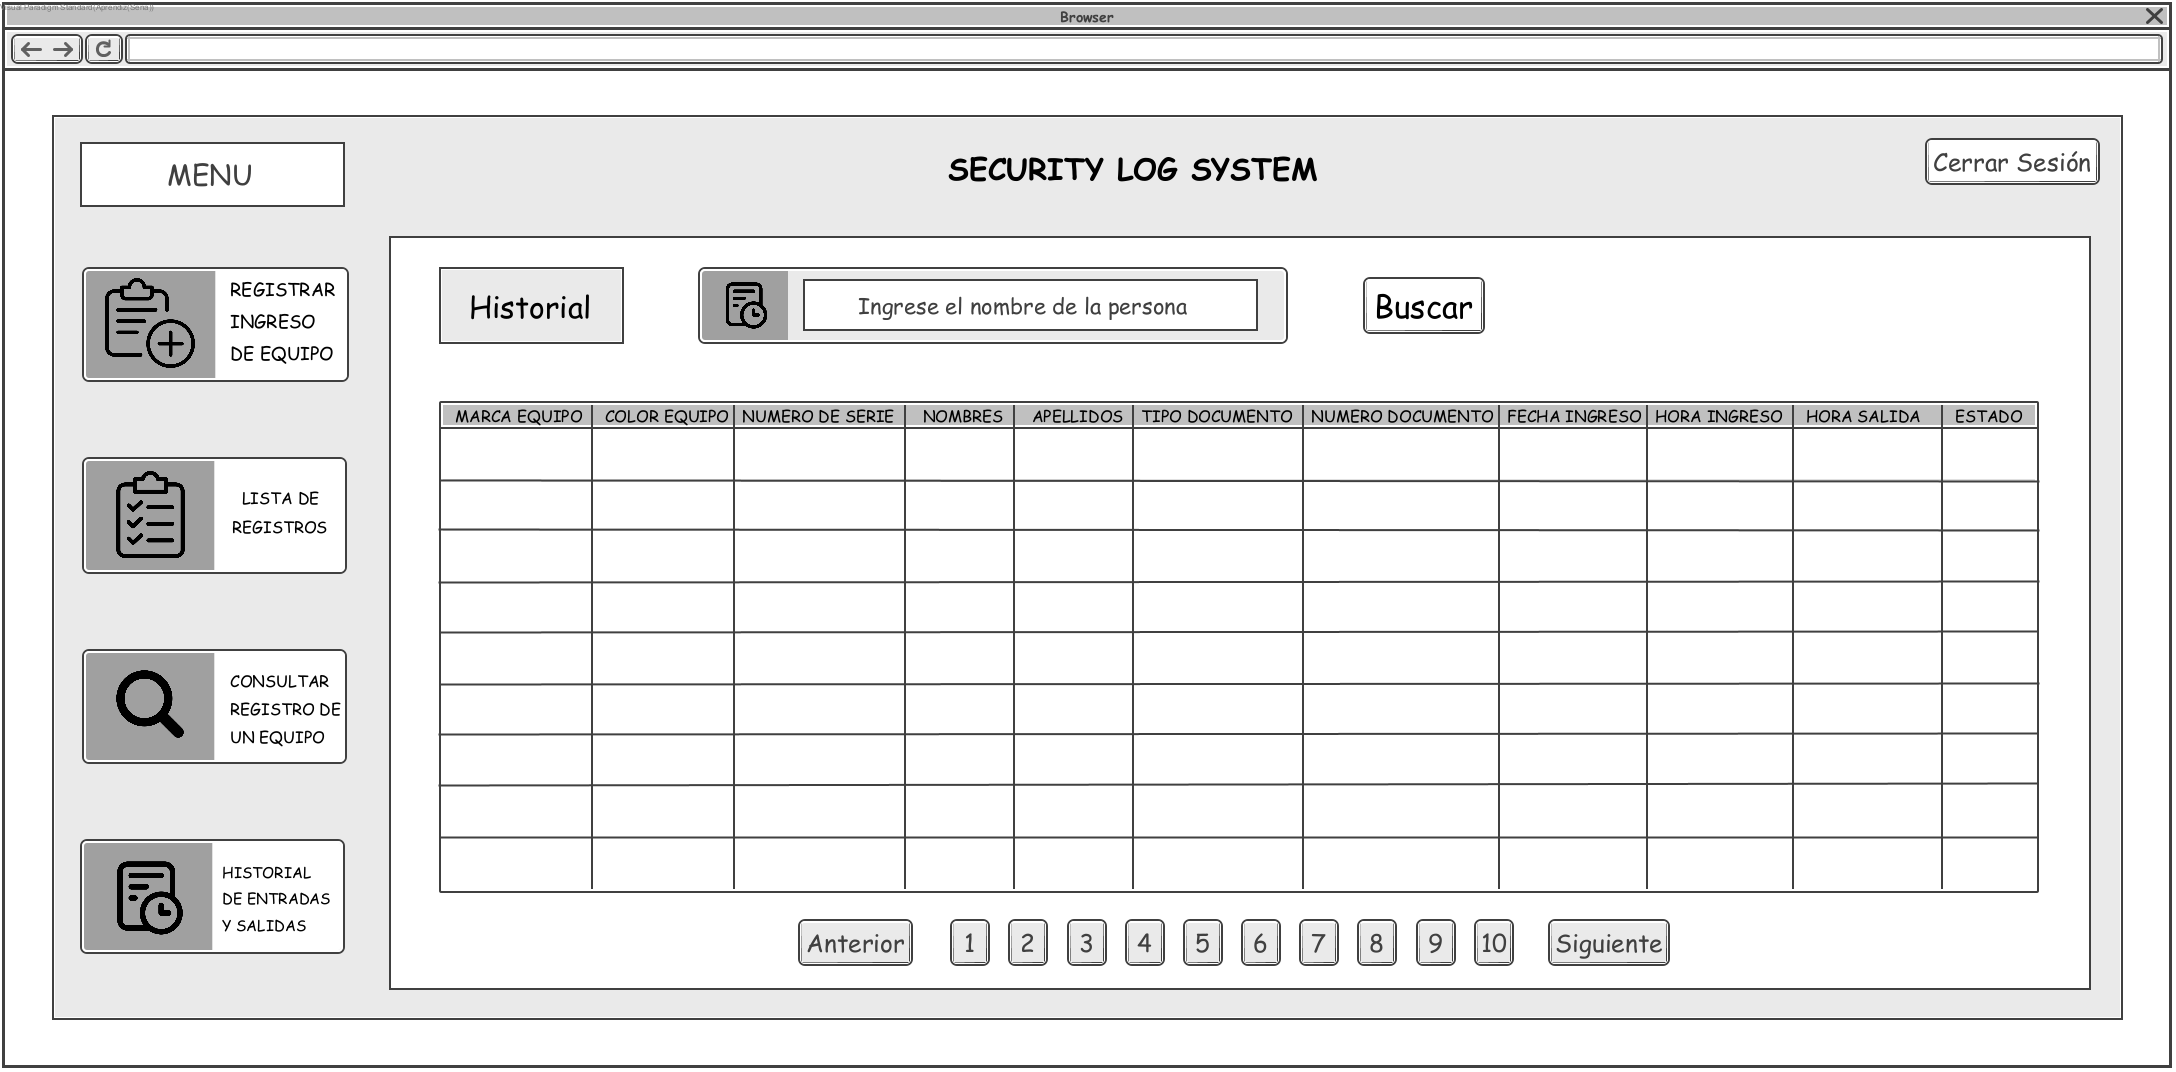 Visual Paradigm Standard(Aprendiz(Sena))
Browser
MENU
SECURITY LOG SYSTEM
Cerrar Sesión
REGISTRAR
INGRESO
DE EQUIPO
LISTA DE
REGISTROS
CONSULTAR
REGISTRO DE
UN EQUIPO
HISTORIAL
DE ENTRADAS
Y SALIDAS
Historial
Ingrese el nombre de la persona
Buscar
MARCA EQUIPO COLOR EQUIPO NUMERO DE SERIE NOMBRES APELLIDOS TIPO DOCUMENTO NUMERO DOCUMENTO FECHA INGRESO HORA INGRESO HORA SALIDA ESTADO
Anterior 1 2 3 4 5 6 7 8 9 10 Siguiente